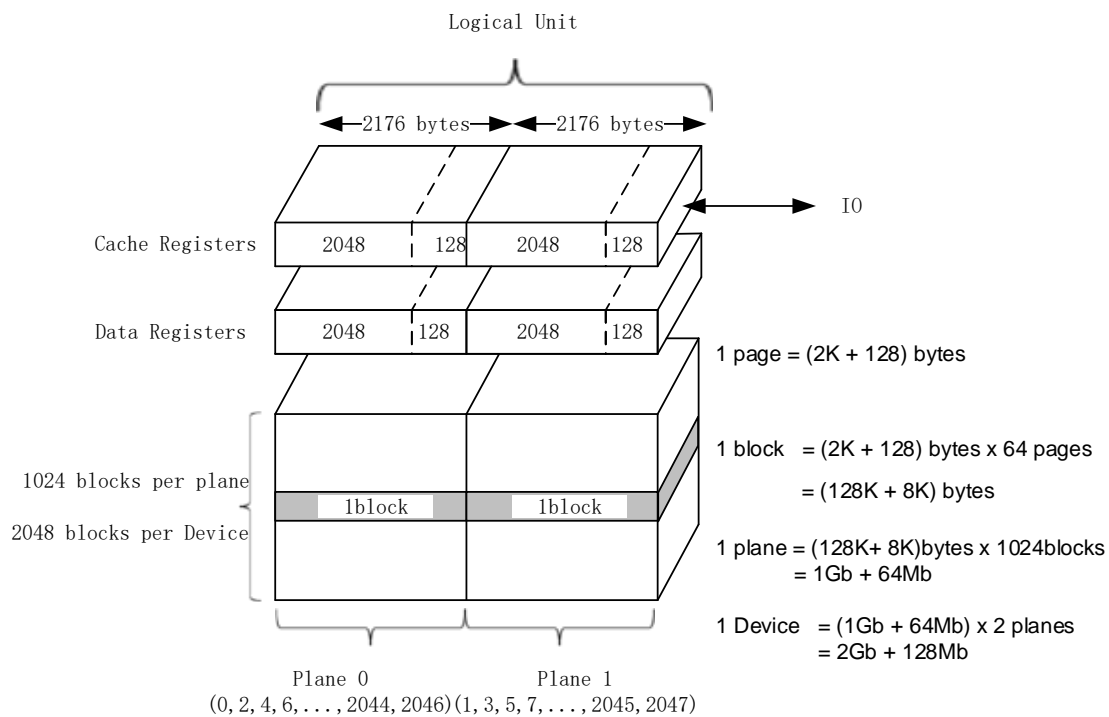 Logical Unit
2176 bytes 2176 bytes
IO
Cache Registers 2048 128 2048 128
Data Registers 2048 128 2048 128
1 page = (2K + 128) bytes
1 block = (2K + 128) bytes x 64 pages
= (128K + 8K) bytes
1024 blocks per plane
1block 1block
2048 blocks per Device
1 plane = (128K+ 8K)bytes x 1024blocks
= 1Gb + 64Mb
1 Device = (1Gb + 64Mb) x 2 planes
= 2Gb + 128Mb
Plane 0 Plane 1
(0,2,4,6,...,2044,2046) (1,3,5,7,...,2045,2047)